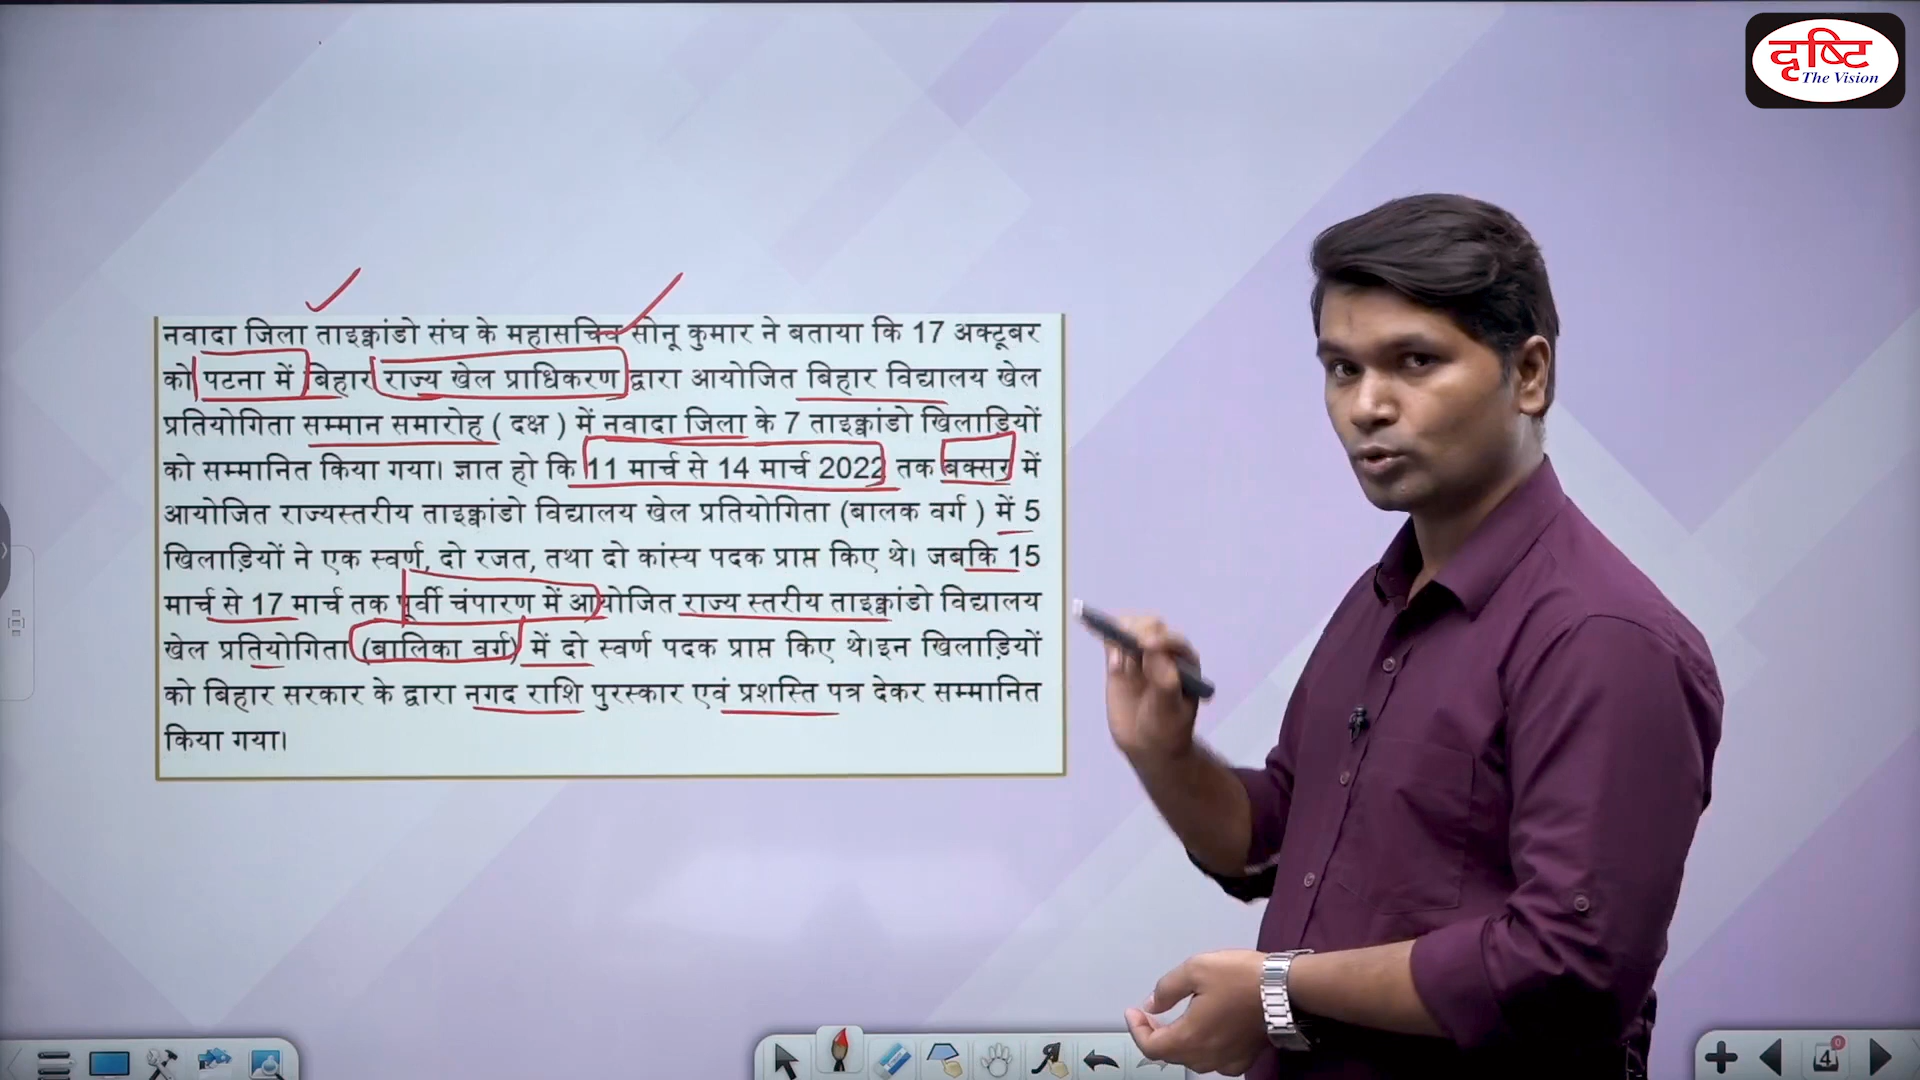 दृष्टि
The Vision
नवादा जिला ताइक्वांडो संघ के महासचिव सोनू कुमार ने बताया कि 17 अक्टूबर
को पटना में बिहार राज्य खेल प्राधिकरण द्वारा आयोजित बिहार विद्यालय खेल
प्रतियोगिता सम्मान समारोह ( दक्ष ) में नवादा जिला के 7 ताइक्वांडो खिलाड़ियों
को सम्मानित किया गया। ज्ञात हो कि 11 मार्च से 14 मार्च 2022 तक बक्सर में
आयोजित राज्यस्तरीय ताइक्वांडो विद्यालय खेल प्रतियोगिता (बालक वर्ग ) में 5
खिलाड़ियों ने एक स्वर्ण, दो रजत, तथा दो कांस्य पदक प्राप्त किए थे। जबकि 15
मार्च से 17 मार्च तक पूर्वी चंपारण में आयोजित राज्य स्तरीय ताइक्वांडो विद्यालय
खेल प्रतियोगिता (बालिका वर्ग) में दो स्वर्ण पदक प्राप्त किए थे।इन खिलाड़ियों
को बिहार सरकार के द्वारा नगद राशि पुरस्कार एवं प्रशस्ति पत्र देकर सम्मानित
किया गया।
4
0